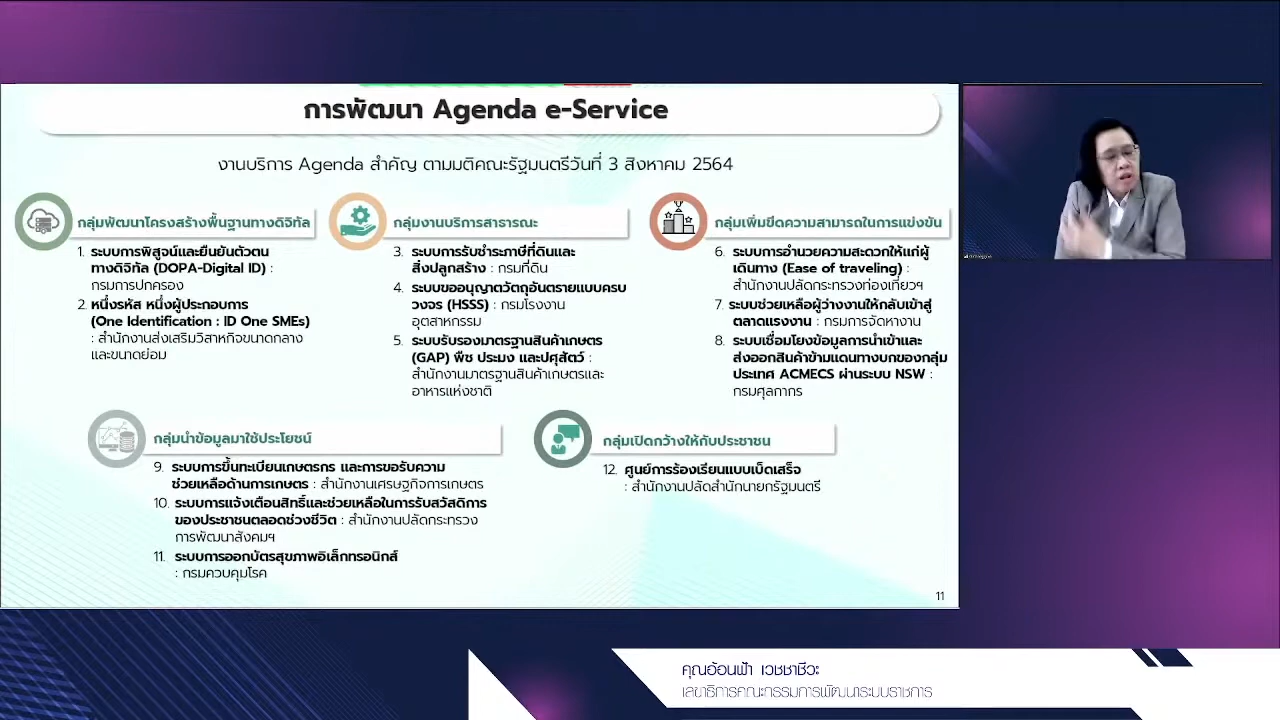 การพัฒนา Agenda e-Service
งานบริการ Agenda สำคัญ ตามมติคณะรัฐมนตรีวันที่ 3 สิงหาคม 2564
กลุ่มพัฒนาโครงสร้างพื้นฐานทางดิจิทัล
1. ระบบการพิสูจน์และยืนยันตัวตน
ทางดิจิทัล (DOPA-Digital ID) :
กรมการปกครอง
2. หนึ่งรหัส หนึ่งผู้ประกอบการ
(One Identification : ID One SMEs)
: สำนักงานส่งเสริมวิสาหกิจขนาดกลาง
และขนาดย่อม
กลุ่มงานบริการสาธารณะ
3. ระบบการรับชำระภาษีที่ดินและ
สิ่งปลูกสร้าง : กรมที่ดิน
4. ระบบขออนุญาตวัตถุอันตรายแบบครบ
วงจร (HSSS) : กรมโรงงาน
อุตสาหกรรม
5. ระบบรับรองมาตรฐานสินค้าเกษตร
(GAP) พืช ประมง และปศุสัตว์ :
สำนักงานมาตรฐานสินค้าเกษตรและ
อาหารแห่งชาติ
กลุ่มเพิ่มขีดความสามารถในการแข่งขัน
6. ระบบการอำนวยความสะดวกให้แก่ผู้
เดินทาง (Ease of traveling) :
สำนักงานปลัดกระทรวงท่องเที่ยวฯ
7. ระบบช่วยเหลือผู้ว่างงานให้กลับเข้าสู่
ตลาดแรงงาน : กรมการจัดหางาน
8. ระบบเชื่อมโยงข้อมูลการนำเข้าและ
ส่งออกสินค้าข้ามแดนทางบกของกลุ่ม
ประเทศ ACMECS ผ่านระบบ NSW :
กรมศุลกากร
กลุ่มนำข้อมูลมาใช้ประโยชน์
9. ระบบการขึ้นทะเบียนเกษตรกร และการขอรับความ
ช่วยเหลือด้านการเกษตร : สำนักงานเศรษฐกิจการเกษตร
10. ระบบการแจ้งเตือนสิทธิ์และช่วยเหลือในการรับสวัสดิการ
ของประชาชนตลอดช่วงชีวิต : สำนักงานปลัดกระทรวง
การพัฒนาสังคมฯ
11. ระบบการออกบัตรสุขภาพอิเล็กทรอนิกส์
: กรมควบคุมโรค
กลุ่มเปิดกว้างให้กับประชาชน
12. ศูนย์การร้องเรียนแบบเบ็ดเสร็จ
: สำนักงานปลัดสำนักนายกรัฐมนตรี
11
คุณอ้อนฟ้า เวชชาชีวะ
เลขาธิการคณะกรรมการพัฒนาระบบราชการ